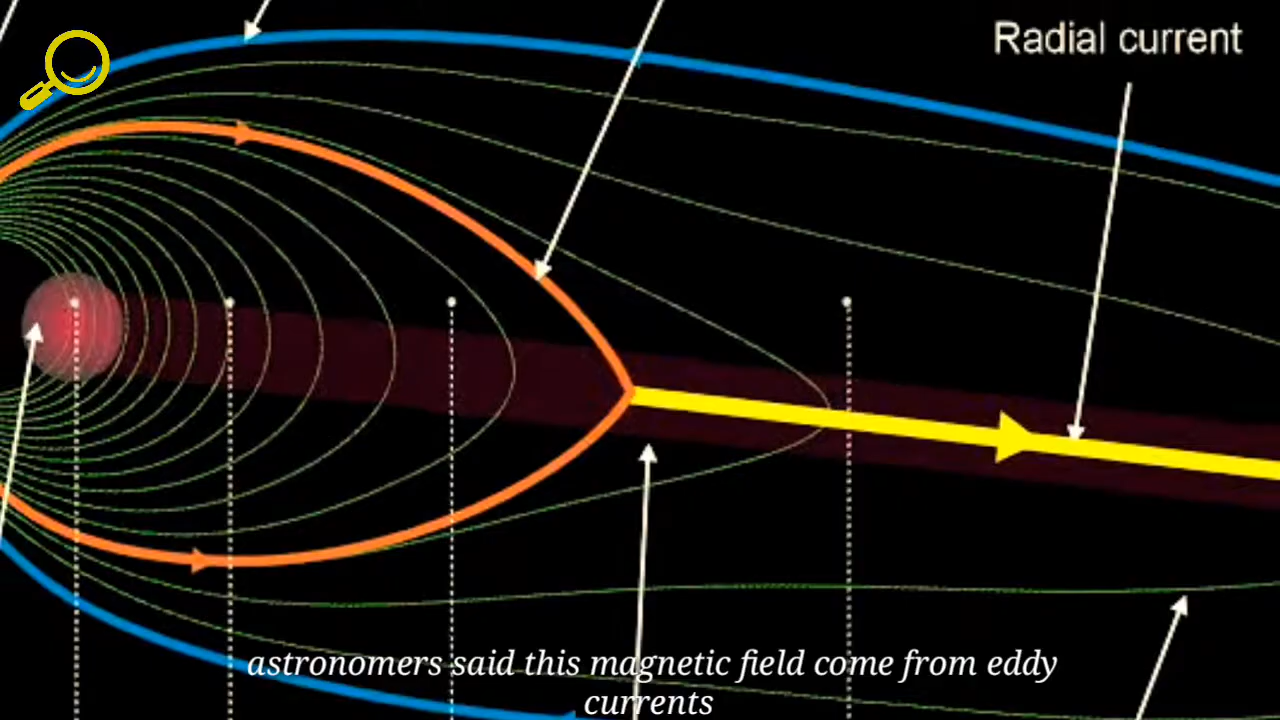 Radial current
astronomers said this magnetic field come from eddy
currents